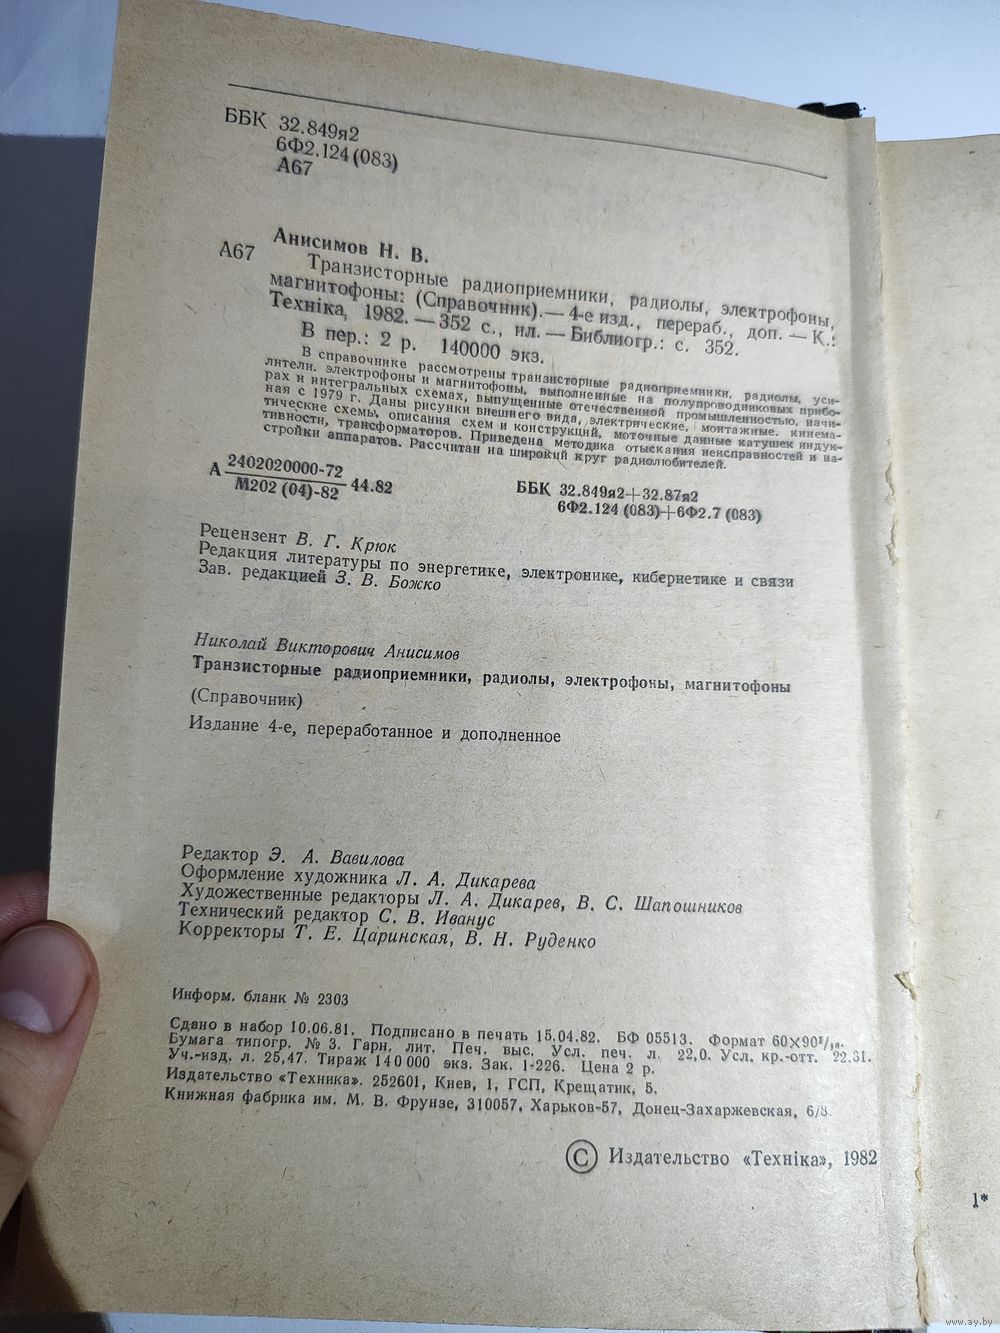 ББК 32.849я2
6Ф2.124(083)
А67
Анисимов Н. В.
А67 Транзисторные радиоприемники, радиолы, электрофоны,
магнитофоны: (Справочник).— 4-е изд., перераб., доп. — К.:
Технiка, 1982. — 352 с., ил. — Библиогр.: с. 352.
В пер.: 2 р. 140000 экз.
В справочнике рассмотрены транзисторные радиоприемники, радиолы, уси-
лители, электрофоны и магнитофоны, выполненные на полупроводниковых прибо-
рах и интегральных схемах, выпущенные отечественной промышленностью, начи-
ная с 1979 г. Даны рисунки внешнего вида, электрические, монтажные, кинема-
тические схемы, описания схем и конструкций, моточные данные катушек индук-
тивности, трансформаторов. Приведена методика отыскания неисправностей и на-
стройки аппаратов. Рассчитан на широкий круг радиолюбителей.
А 2402020000-72 / М202 (04)-82 44.82
ББК 32.849я2+32.87я2
6Ф2.124 (083)+6Ф2.7 (083)
Рецензент В. Г. Крюк
Редакция литературы по энергетике, электронике, кибернетике и связи
Зав. редакцией З. В. Божко
Николай Викторович Анисимов
Транзисторные радиоприемники, радиолы, электрофоны, магнитофоны
(Справочник)
Издание 4-е, переработанное и дополненное
Редактор Э. А. Вавилова
Оформление художника Л. А. Дикарева
Художественные редакторы Л. А. Дикарев, В. С. Шапошников
Технический редактор С. В. Иванус
Корректоры Т. Е. Царинская, В. Н. Руденко
Информ. бланк № 2303
Сдано в набор 10.06.81. Подписано в печать 15.04.82. БФ 05513. Формат 60×90¹/₁₆.
Бумага типогр. № 3. Гарн. лит. Печ. выс. Усл. печ. л. 22,0. Усл. кр.-отт. 22.31.
Уч.-изд. л. 25,47. Тираж 140 000 экз. Зак. 1-226. Цена 2 р.
Издательство «Техника». 252601, Киев, 1, ГСП, Крещатик, 5.
Книжная фабрика им. М. В. Фрунзе, 310057, Харьков-57, Донец-Захаржевская, 6/8.
© Издательство «Технiка», 1982
1*
www.ay.by